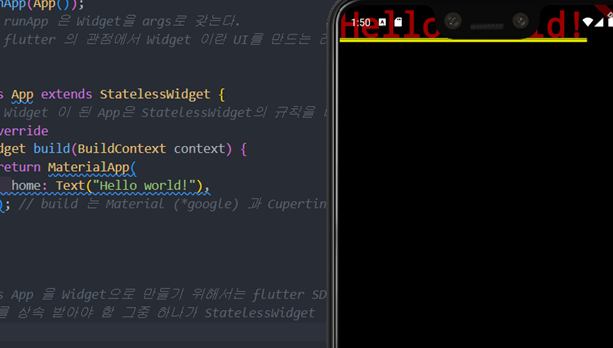 nApp(App());
runApp 은 Widget을 args로 갖는다.
flutter 의 관점에서 Widget 이란 UI를 만드는
s App extends StatelessWidget {
Widget 이 된 App은 StatelessWidget의 규칙을
verride
dget build(BuildContext context) {
return MaterialApp(
home: Text("Hello world!"),
); // build 는 Material (*google) 과 Cupertin
s App 을 Widget으로 만들기 위해서는 flutter SD
를 상속 받아야 함 그중 하나가 StatelessWidget
1:50 A
Hello world!